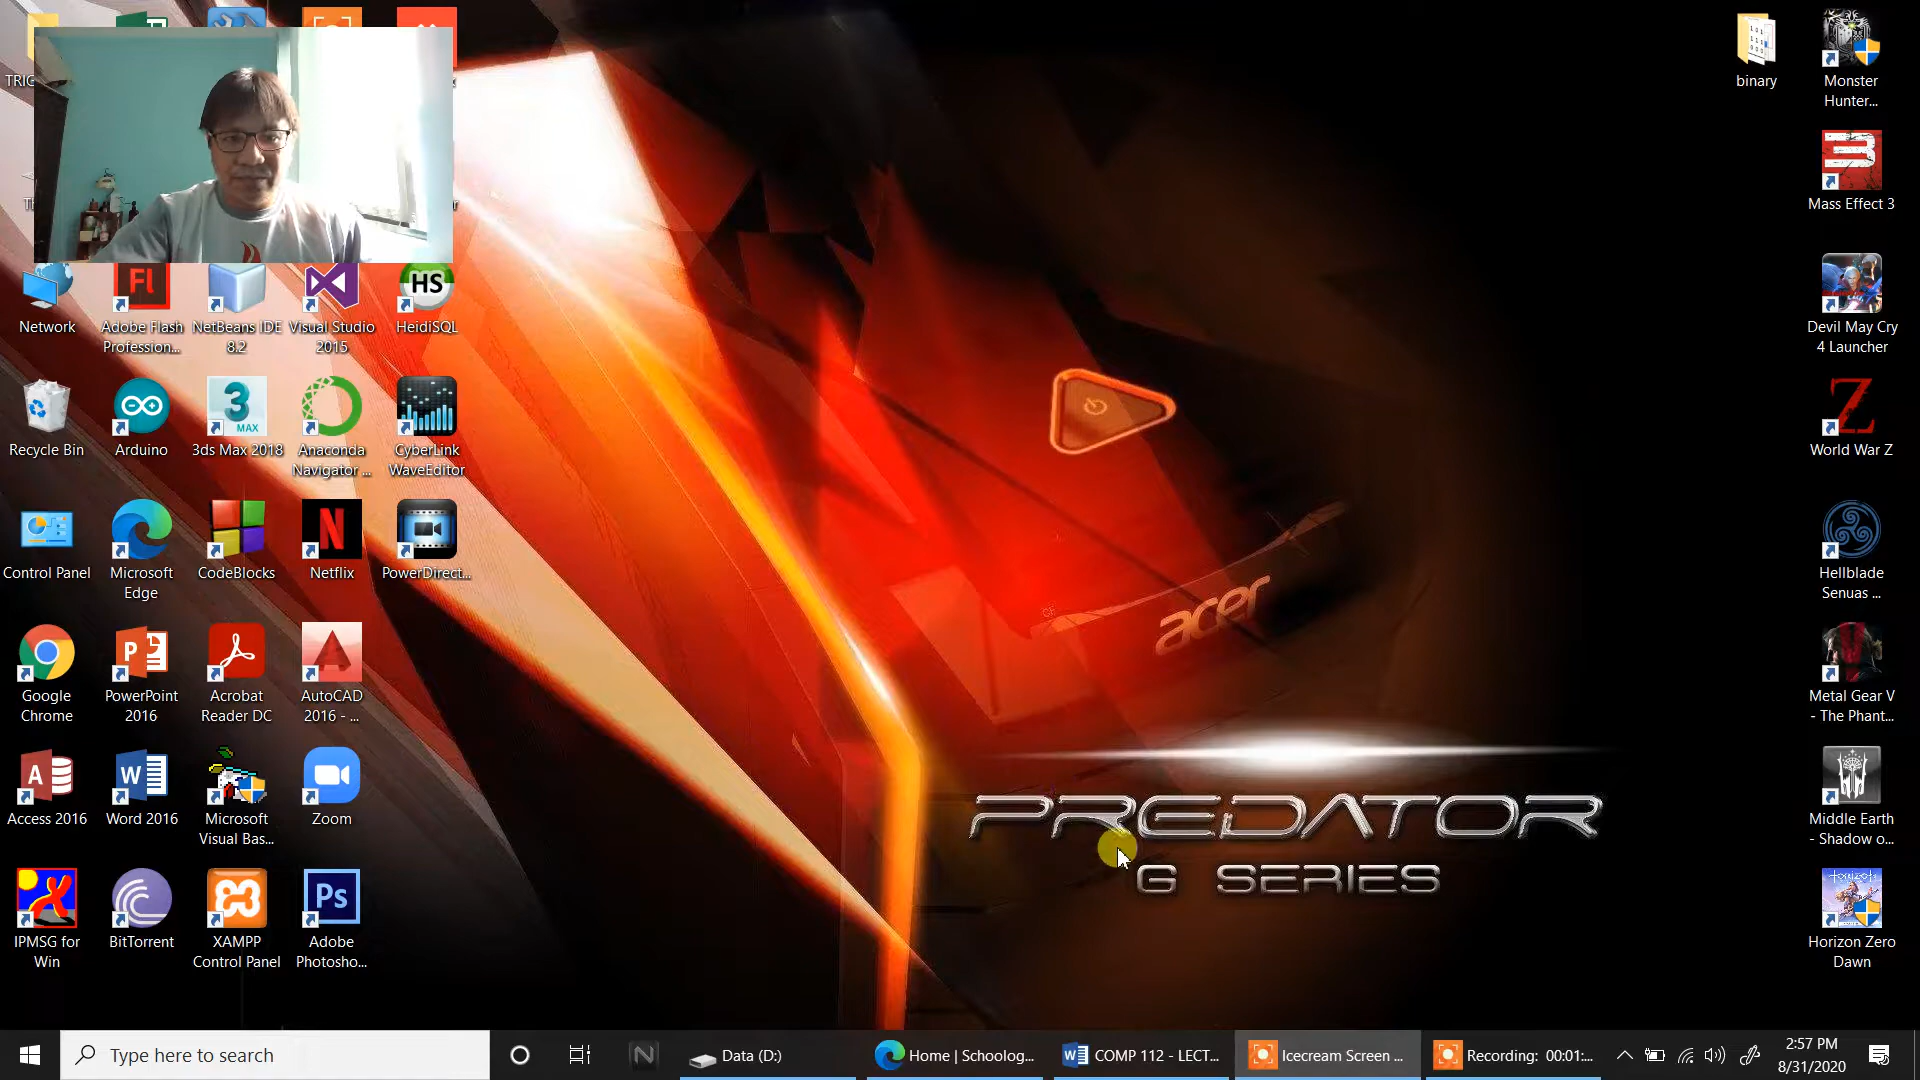 TRIC
binary
Monster
Hunter...
Mass Effect 3
Network
Adobe Flash
Profession...
NetBeans IDE
8.2
Visual Studio
2015
HS
HeidiSQL
Devil May Cry
4 Launcher
Recycle Bin
Arduino
3
MAX
3ds Max 2018
Anaconda
Navigator ...
CyberLink
WaveEditor
World War Z
Control Panel
Microsoft
Edge
CodeBlocks
Netflix
PowerDirect...
acer
Hellblade
Senuas ...
Google
Chrome
PowerPoint
2016
Acrobat
Reader DC
AutoCAD
2016 - ...
Metal Gear V
- The Phant...
Access 2016
Word 2016
Microsoft
Visual Bas...
Zoom
PREDATOR
G SERIES
Middle Earth
- Shadow o...
IPMSG for
Win
BitTorrent
XAMPP
Control Panel
Ps
Adobe
Photosho...
Horizon Zero
Dawn
Type here to search
Data (D:)
Home | Schoolog...
COMP 112 - LECT...
Icecream Screen ...
Recording: 00:01:...
2:57 PM
8/31/2020